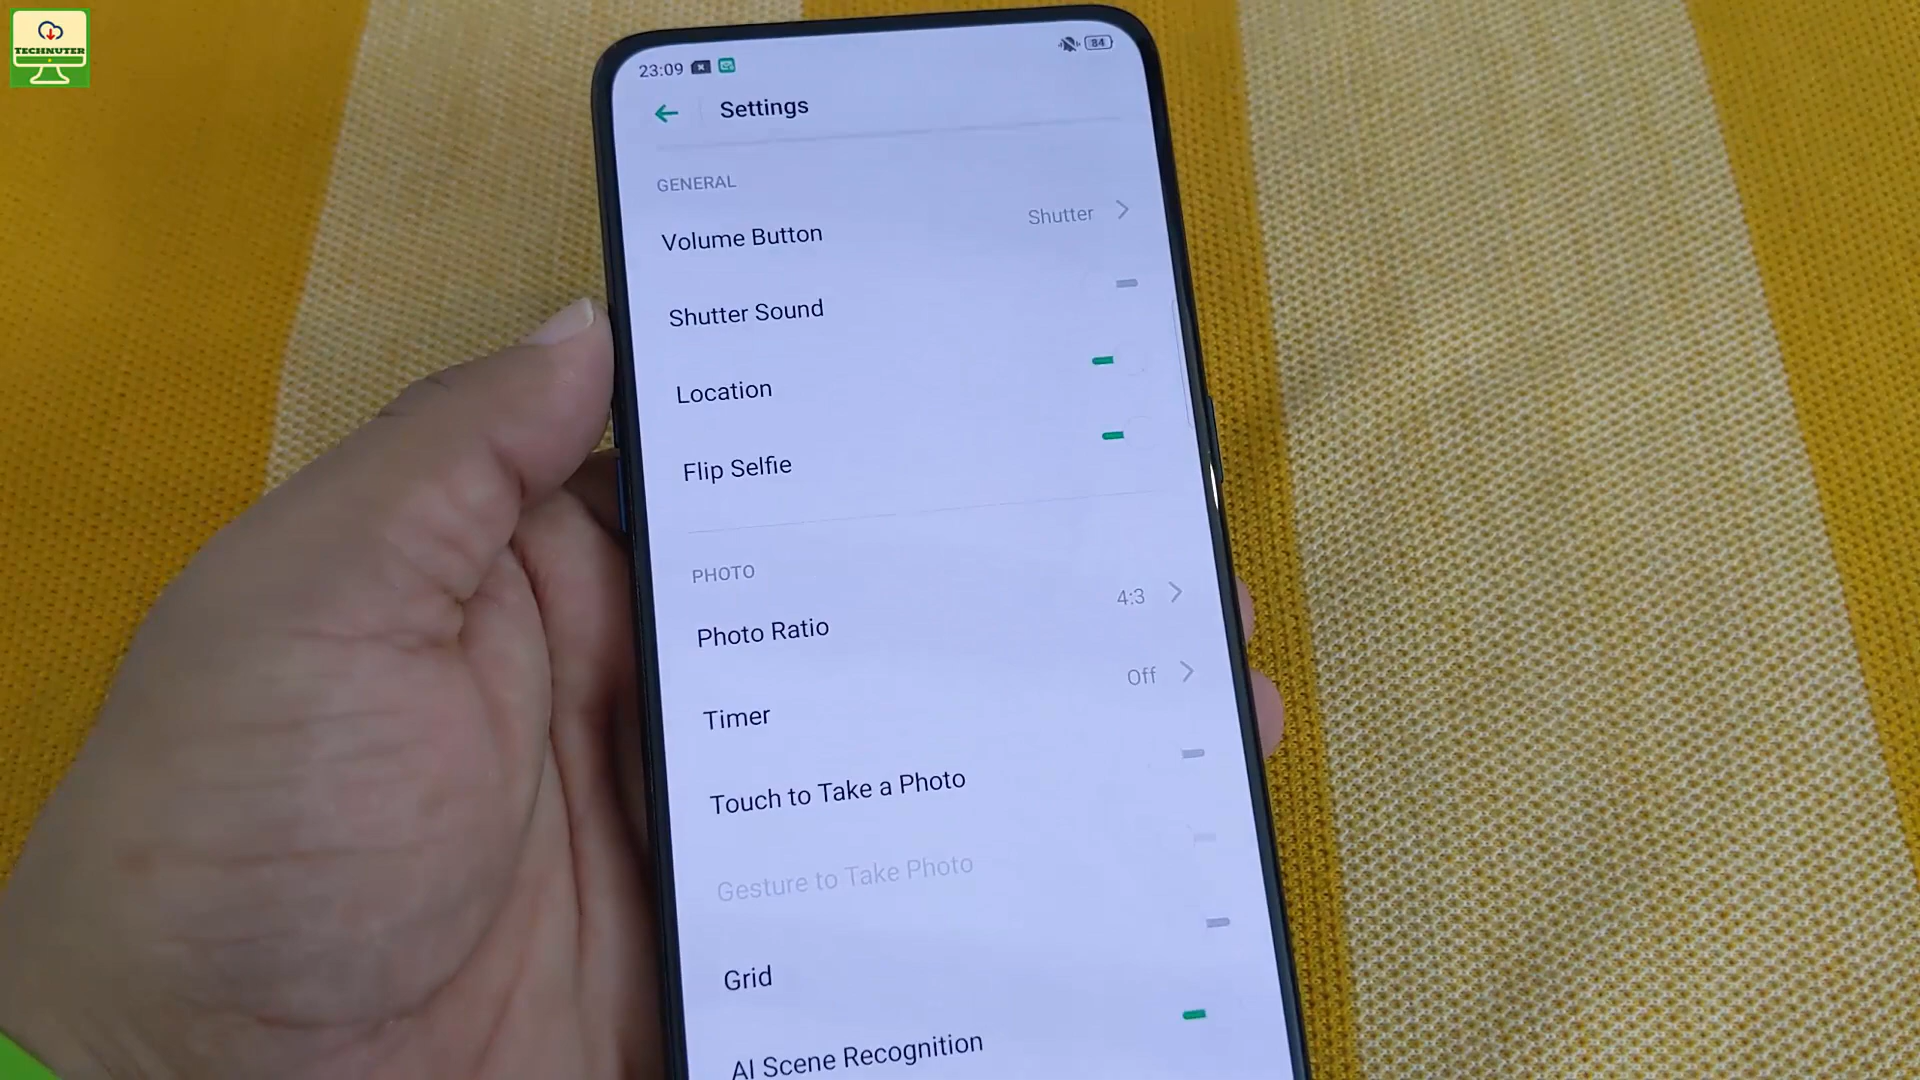 TECHNUTER
23:09
84
Settings
GENERAL
Volume Button Shutter
Shutter Sound
Location
Flip Selfie
PHOTO
Photo Ratio 4:3
Timer Off
Touch to Take a Photo
Gesture to Take Photo
Grid
AI Scene Recognition